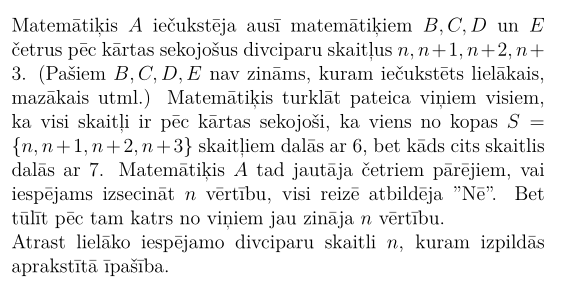 Matemātiķis A iečukstēja ausī matemātiķiem B, C, D un E
četrus pēc kārtas sekojošus divciparu skaitļus n, n+1, n+2, n+
3. (Pašiem B, C, D, E nav zināms, kuram iečukstēts lielākais,
mazākais utml.) Matemātiķis turklāt pateica viņiem visiem,
ka visi skaitļi ir pēc kārtas sekojoši, ka viens no kopas S =
{n, n+1, n+2, n+3} skaitļiem dalās ar 6, bet kāds cits skaitlis
dalās ar 7. Matemātiķis A tad jautāja četriem pārējiem, vai
iespējams izsecināt n vērtību, visi reizē atbildēja ”Nē”. Bet
tūlīt pēc tam katrs no viņiem jau zināja n vērtību.
Atrast lielāko iespējamo divciparu skaitli n, kuram izpildās
aprakstītā īpašība.